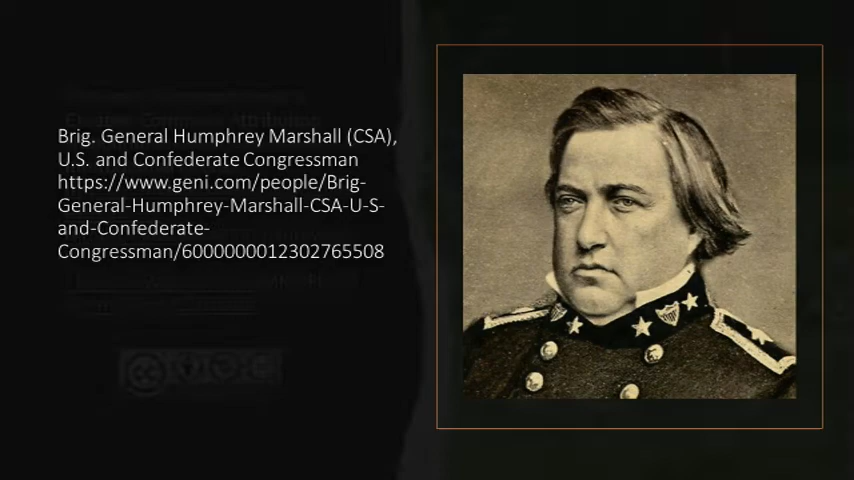 Brig. General Humphrey Marshall (CSA),
U.S. and Confederate Congressman
https://www.geni.com/people/Brig-
General-Humphrey-Marshall-CSA-U-S-
and-Confederate-
Congressman/6000000012302765508